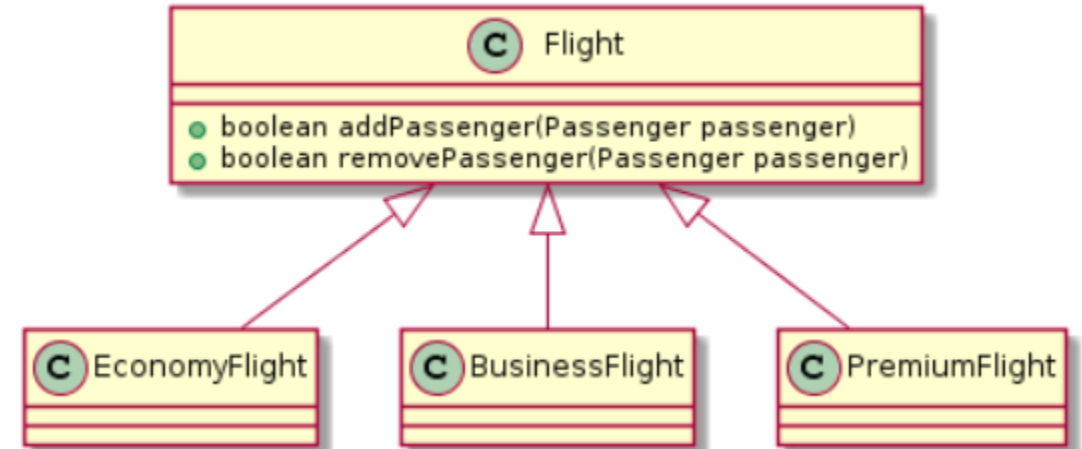 C Flight
boolean addPassenger(Passenger passenger)
boolean removePassenger(Passenger passenger)
C EconomyFlight
C BusinessFlight
C PremiumFlight